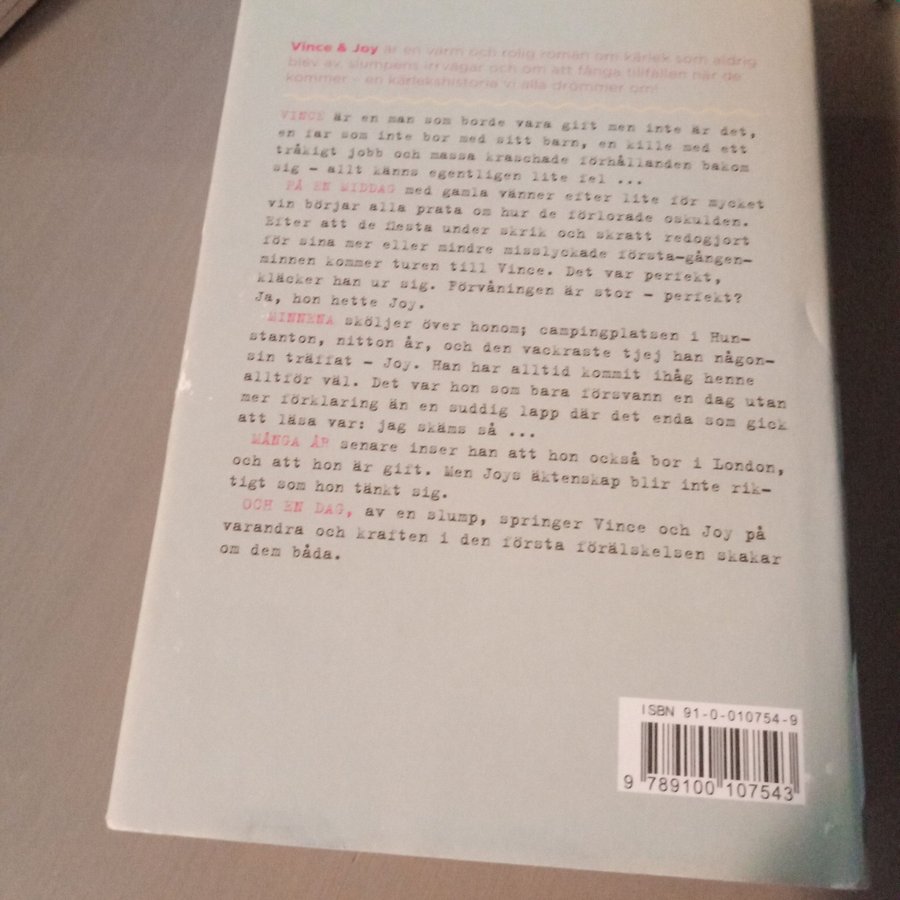 Vince & Joy är en varm och rolig roman om kärlek som aldrig
blev av, slumpens irrvägar och om att fånga tillfällen när de
kommer – en kärlekshistoria vi alla drömmer om!
VINCE är en man som borde vara gift men inte är det,
en far som inte bor med sitt barn, en kille med ett
tråkigt jobb och massa kraschade förhållanden bakom
sig – allt känns egentligen lite fel ...
PÅ EN MIDDAG med gamla vänner efter lite för mycket
vin börjar alla prata om hur de förlorade oskulden.
Efter att de flesta under skrik och skratt redogjort
för sina mer eller mindre misslyckade första-gången-
minnen kommer turen till Vince. Det var perfekt,
kläcker han ur sig. Förvåningen är stor – perfekt?
Ja, hon hette Joy.
MINNENA sköljer över honom; campingplatsen i Hun-
stanton, nitton år, och den vackraste tjej han någon-
sin träffat – Joy. Han har alltid kommit ihåg henne
alltför väl. Det var hon som bara försvann en dag utan
mer förklaring än en suddig lapp där det enda som gick
att läsa var: jag skäms så ...
MÅNGA ÅR senare inser han att hon också bor i London,
och att hon är gift. Men Joys äktenskap blir inte rik-
tigt som hon tänkt sig.
OCH EN DAG, av en slump, springer Vince och Joy på
varandra och kraften i den första förälskelsen skakar
om dem båda.
ISBN 91-0-010754-9
9 789100 107543